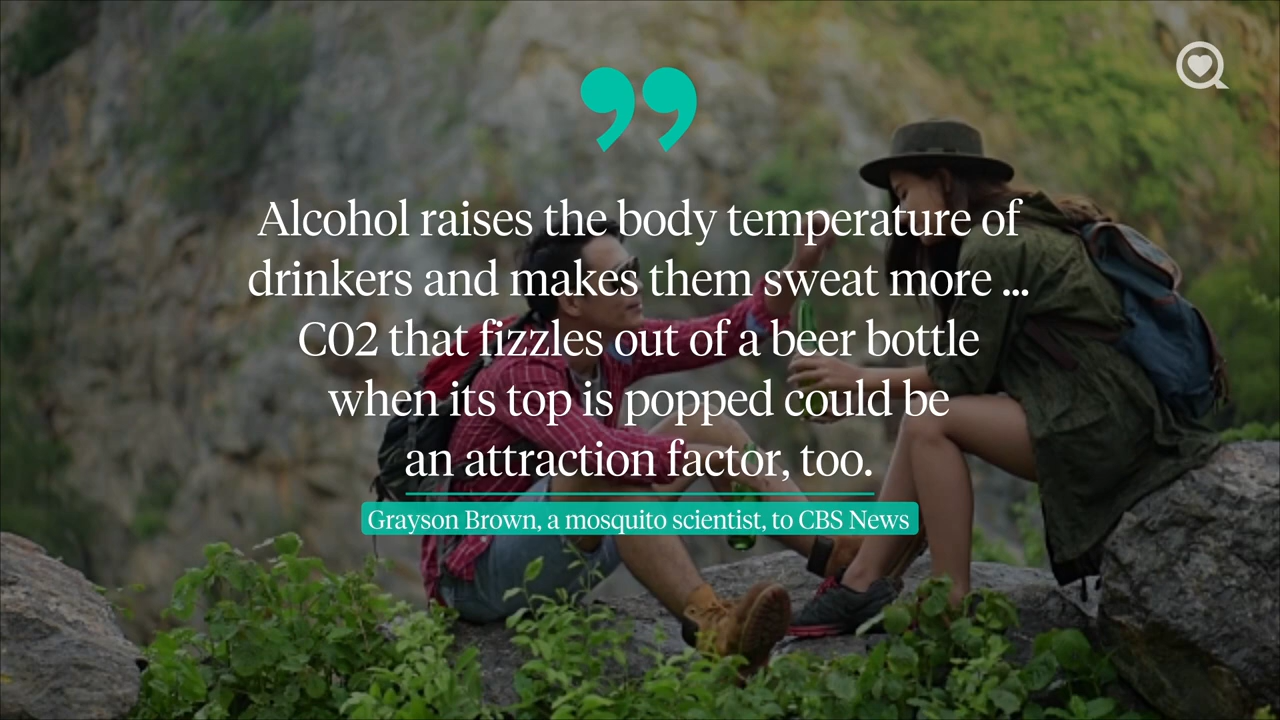 Alcohol raises the body temperature of
drinkers and makes them sweat more ...
C02 that fizzles out of a beer bottle
when its top is popped could be
an attraction factor, too.
Grayson Brown, a mosquito scientist, to CBS News